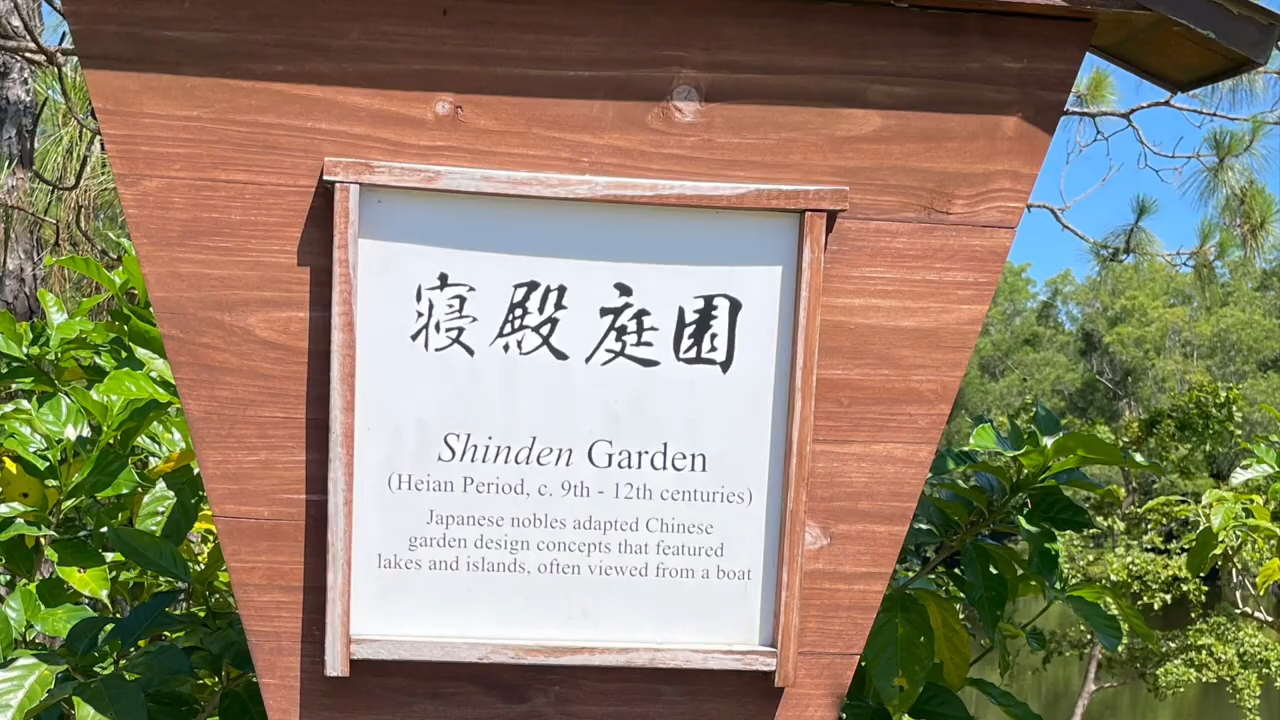 寝殿庭園
Shinden Garden
(Heian Period, c. 9th - 12th centuries)
Japanese nobles adapted Chinese
garden design concepts that featured
lakes and islands, often viewed from a boat